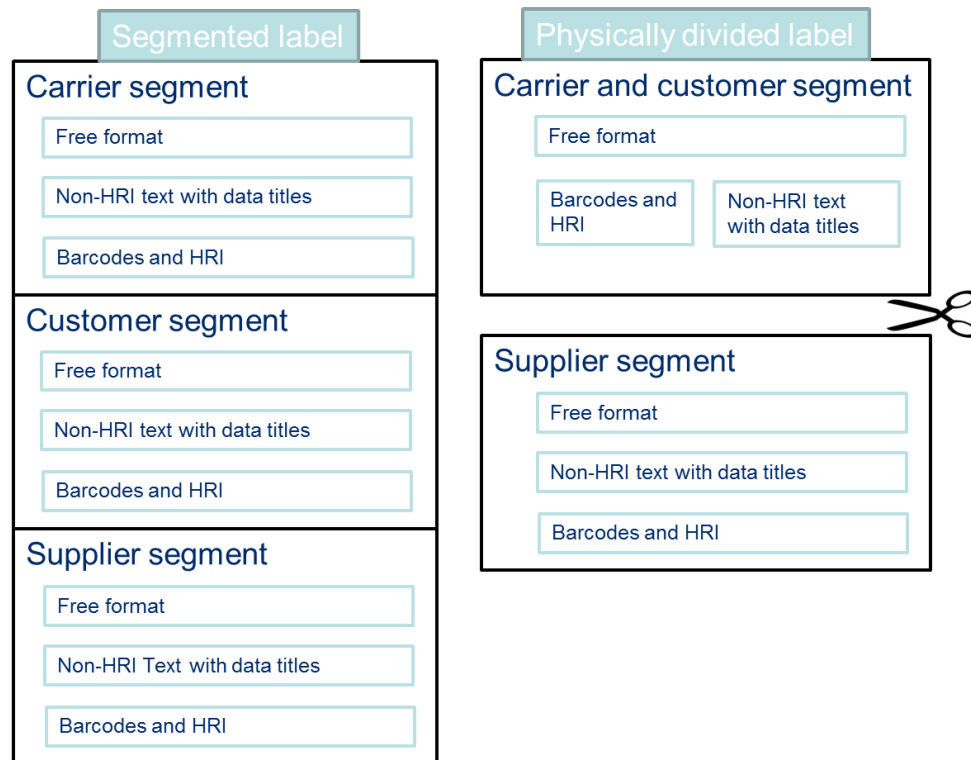 Segmented label
Carrier segment
Free format
Non-HRI text with data titles
Barcodes and HRI
Customer segment
Free format
Non-HRI text with data titles
Barcodes and HRI
Supplier segment
Free format
Non-HRI Text with data titles
Barcodes and HRI
Physically divided label
Carrier and customer segment
Free format
Barcodes and
HRI
Non-HRI text
with data titles
Supplier segment
Free format
Non-HRI text with data titles
Barcodes and HRI